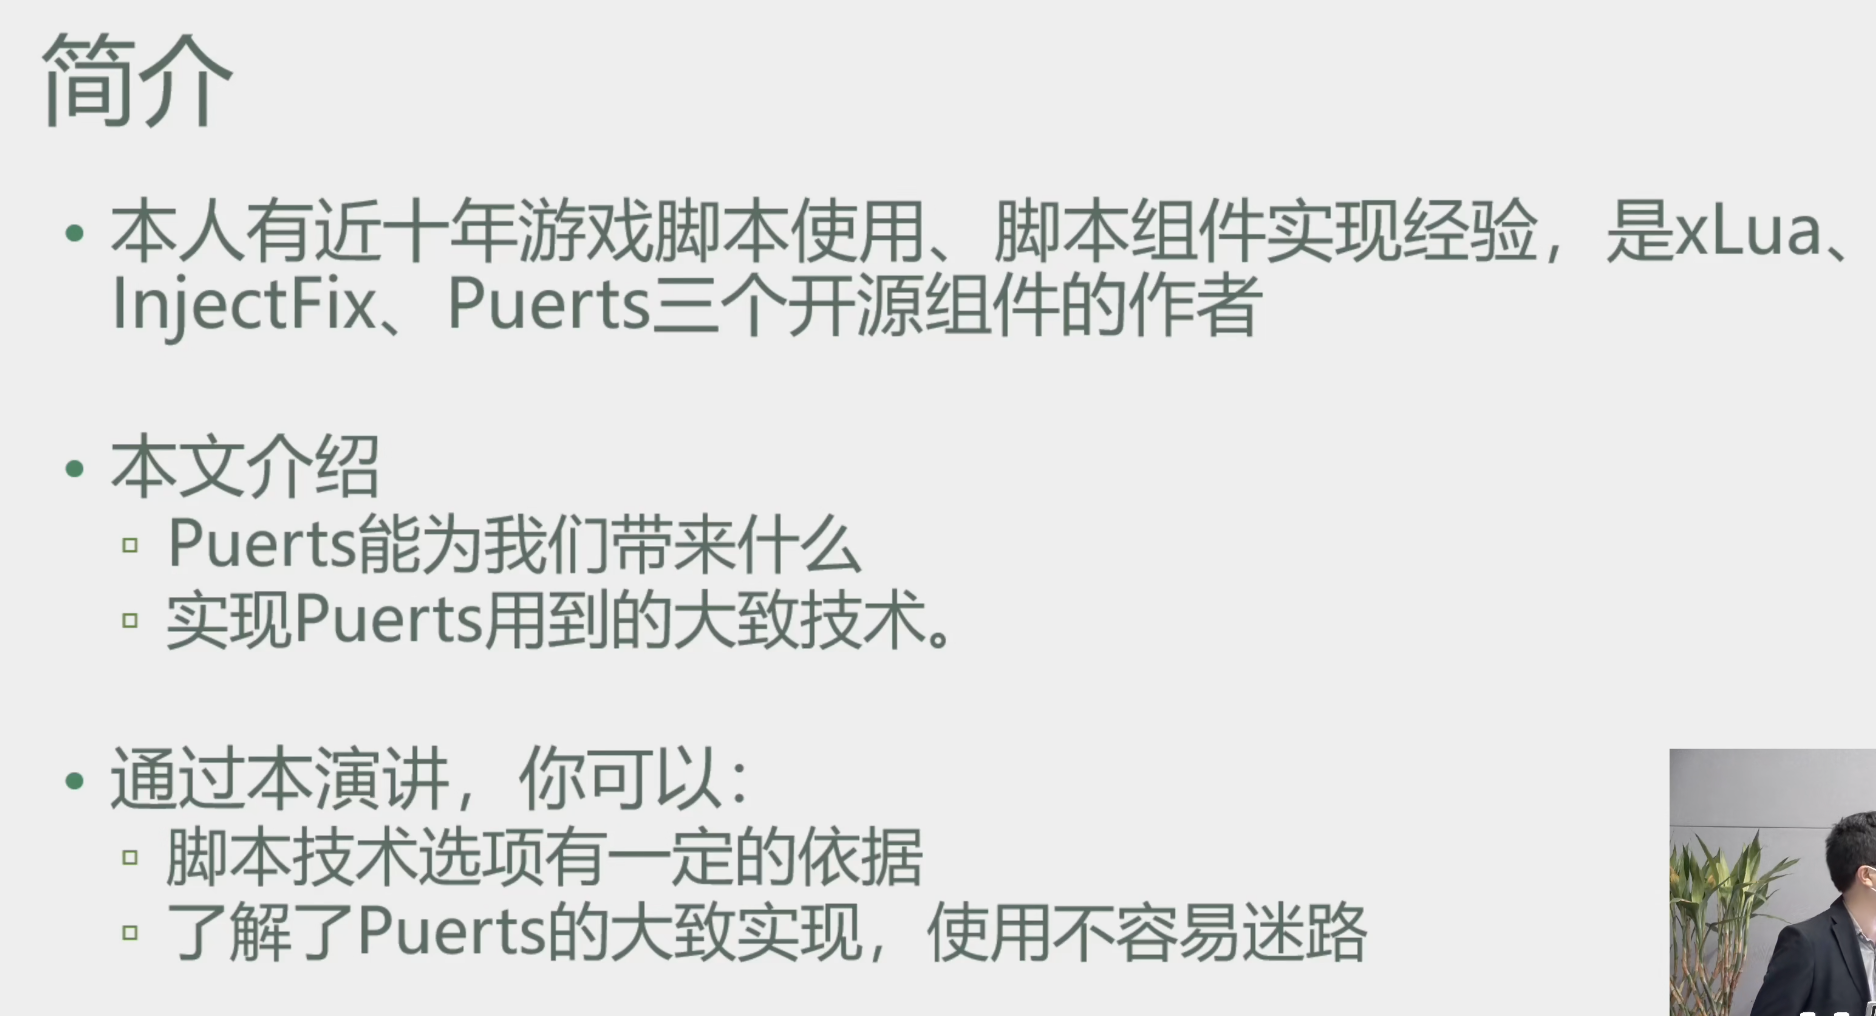 简介
本人有近十年游戏脚本使用、脚本组件实现经验，是xLua、
InjectFix、Puerts三个开源组件的作者
本文介绍
Puerts能为我们带来什么
实现Puerts用到的大致技术。
通过本演讲，你可以：
脚本技术选项有一定的依据
了解了Puerts的大致实现，使用不容易迷路